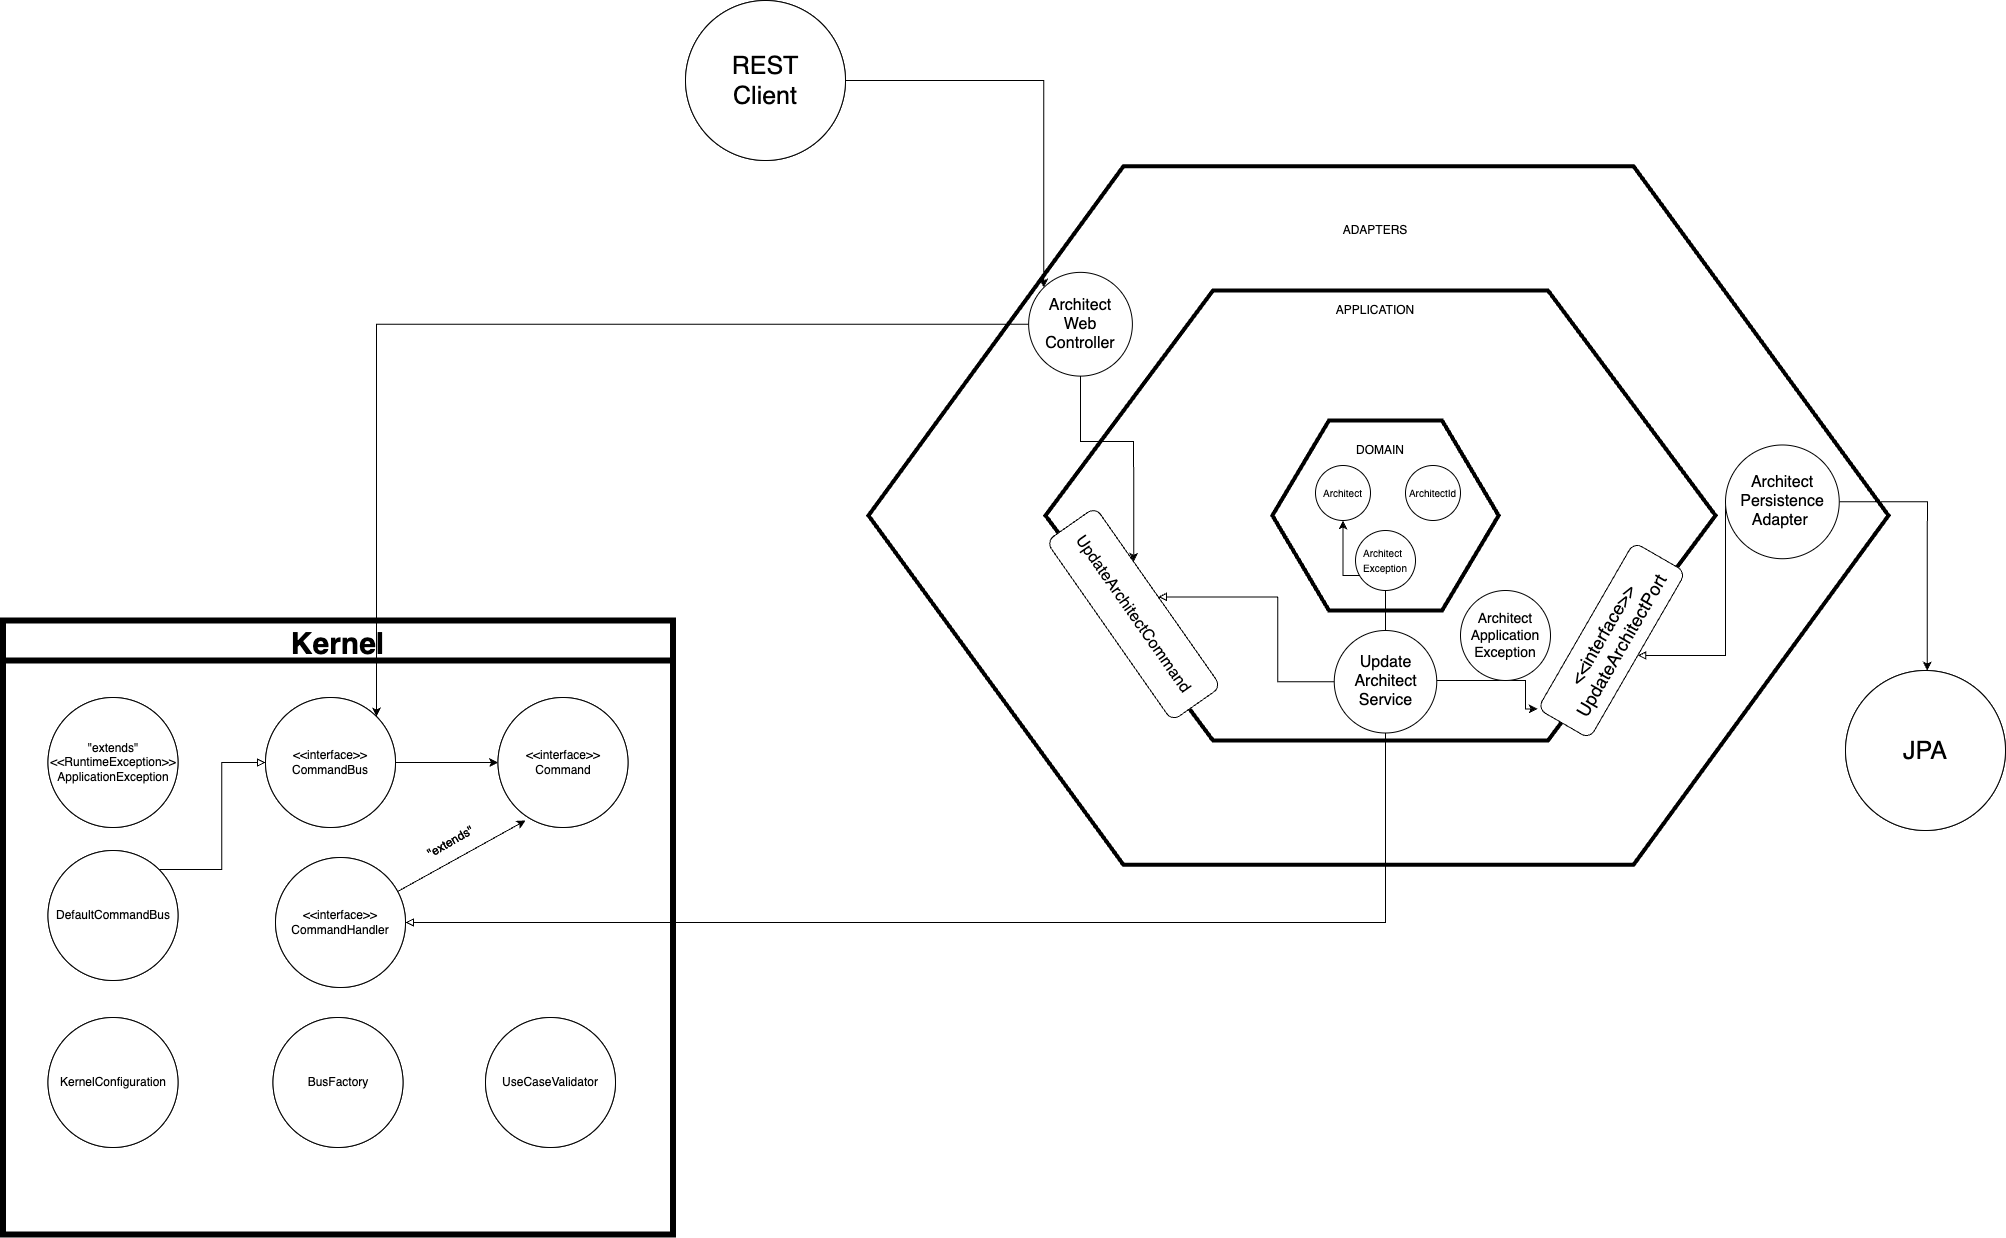 REST
Client
ADAPTERS
Architect
Web
Controller
APPLICATION
DOMAIN
Architect
ArchitectId
Architect
Exception
Architect
Persistence
Adapter
UpdateArchitectCommand
Architect
Application
Exception
<<interface>>
UpdateArchitectPort
Update
Architect
Service
JPA
Kernel
"extends"
<<RuntimeException>>
ApplicationException
<<interface>>
CommandBus
<<interface>>
Command
"extends"
DefaultCommandBus
<<interface>>
CommandHandler
KernelConfiguration
BusFactory
UseCaseValidator